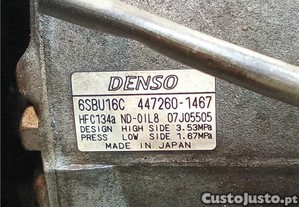 DENSO
6SBU16C 447260-1467
HFC134a ND-OIL8 07J05505
DESIGN HIGH SIDE 3.53MPa
PRESS LOW SIDE 1.67MPa
MADE IN JAPAN
CustoJusto.pt